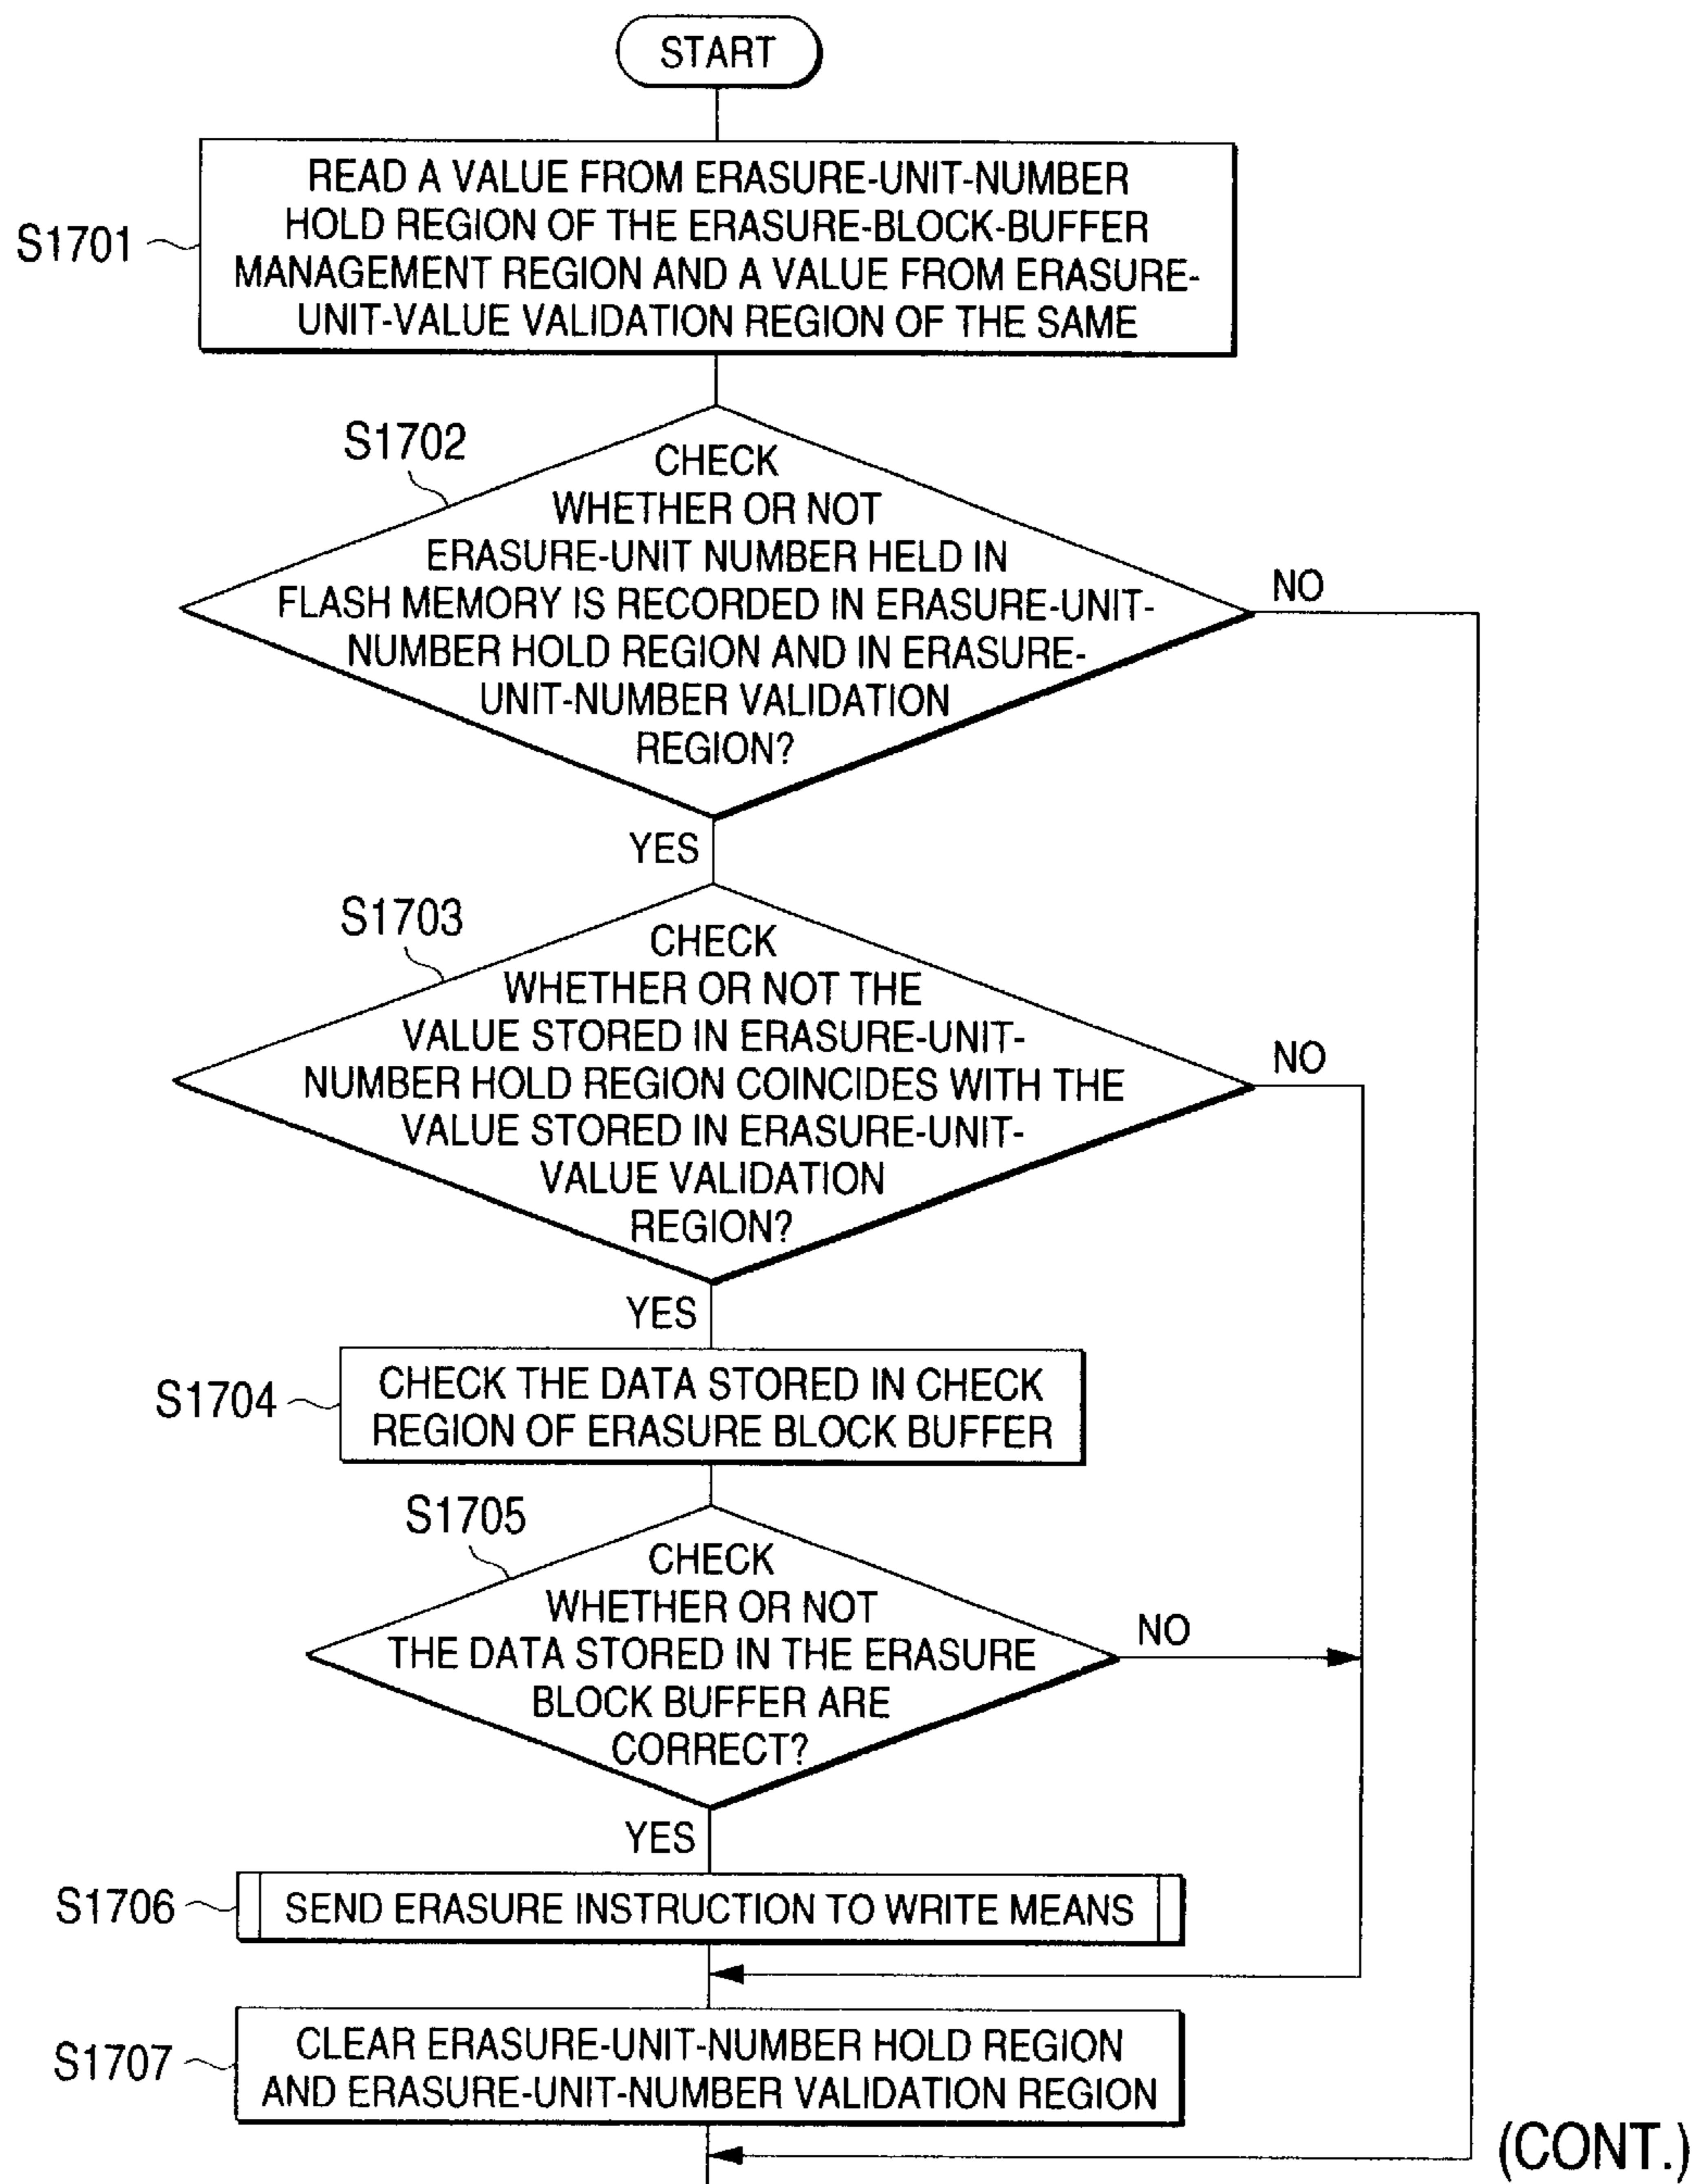 START
S1701
READ A VALUE FROM ERASURE-UNIT-NUMBER
HOLD REGION OF THE ERASURE-BLOCK-BUFFER
MANAGEMENT REGION AND A VALUE FROM ERASURE-
UNIT-VALUE VALIDATION REGION OF THE SAME
S1702
CHECK
WHETHER OR NOT
ERASURE-UNIT NUMBER HELD IN
FLASH MEMORY IS RECORDED IN ERASURE-UNIT-
NUMBER HOLD REGION AND IN ERASURE-
UNIT-NUMBER VALIDATION
REGION?
NO
YES
S1703
CHECK
WHETHER OR NOT THE
VALUE STORED IN ERASURE-UNIT-
NUMBER HOLD REGION COINCIDES WITH THE
VALUE STORED IN ERASURE-UNIT-
VALUE VALIDATION
REGION?
NO
YES
S1704
CHECK THE DATA STORED IN CHECK
REGION OF ERASURE BLOCK BUFFER
S1705
CHECK
WHETHER OR NOT
THE DATA STORED IN THE ERASURE
BLOCK BUFFER ARE
CORRECT?
NO
YES
S1706
SEND ERASURE INSTRUCTION TO WRITE MEANS
S1707
CLEAR ERASURE-UNIT-NUMBER HOLD REGION
AND ERASURE-UNIT-NUMBER VALIDATION REGION
(CONT.)